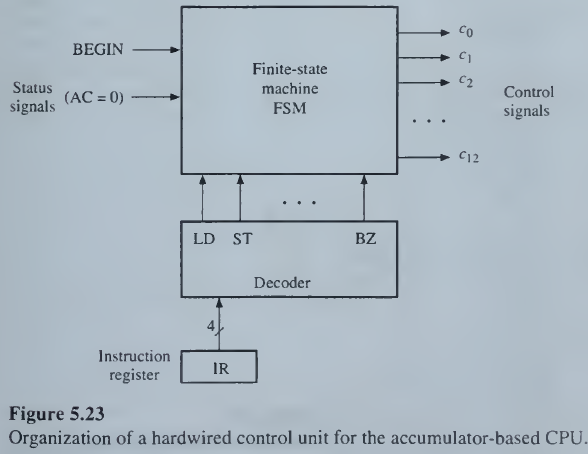 c0
BEGIN
c1
Finite-state
machine
FSM
c2
Status
signals
(AC = 0)
Control
signals
. . .
c12
. . .
LD ST BZ
Decoder
4
Instruction
register
IR
Figure 5.23
Organization of a hardwired control unit for the accumulator-based CPU.